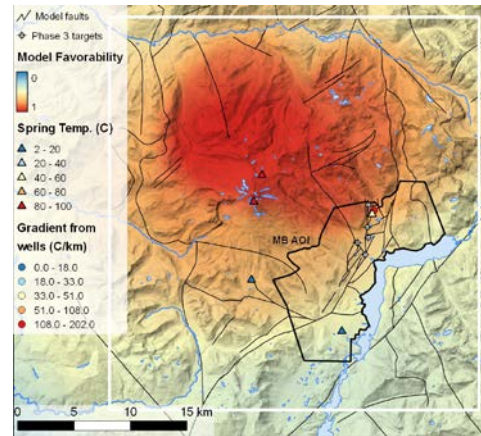 Model faults
Phase 3 targets
Model Favorability
0
1
Spring Temp. (C)
2 - 20
20 - 40
40 - 60
60 - 80
80 - 100
Gradient from
wells (C/km)
0.0 - 18.0
18.0 - 33.0
33.0 - 51.0
51.0 - 108.0
108.0 - 202.0
MB AOI
0 5 10 15 km